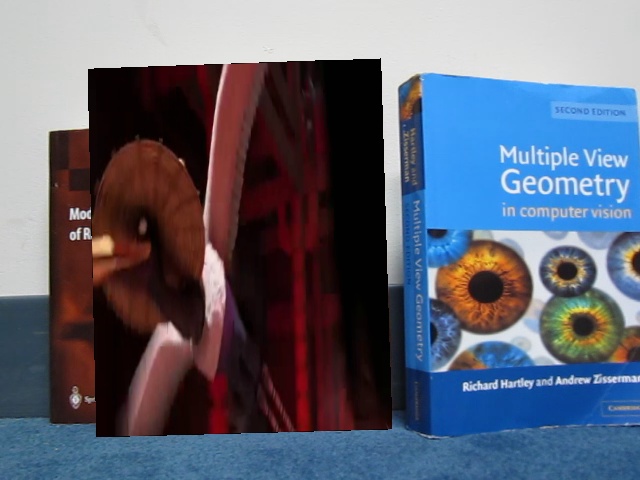 SECOND EDITION
Multiple View
Geometry
in computer vision
Richard Hartley and Andrew Zisserman
Hartley and
Zisserman
Multiple View Geometry
Mod
of R
Spr